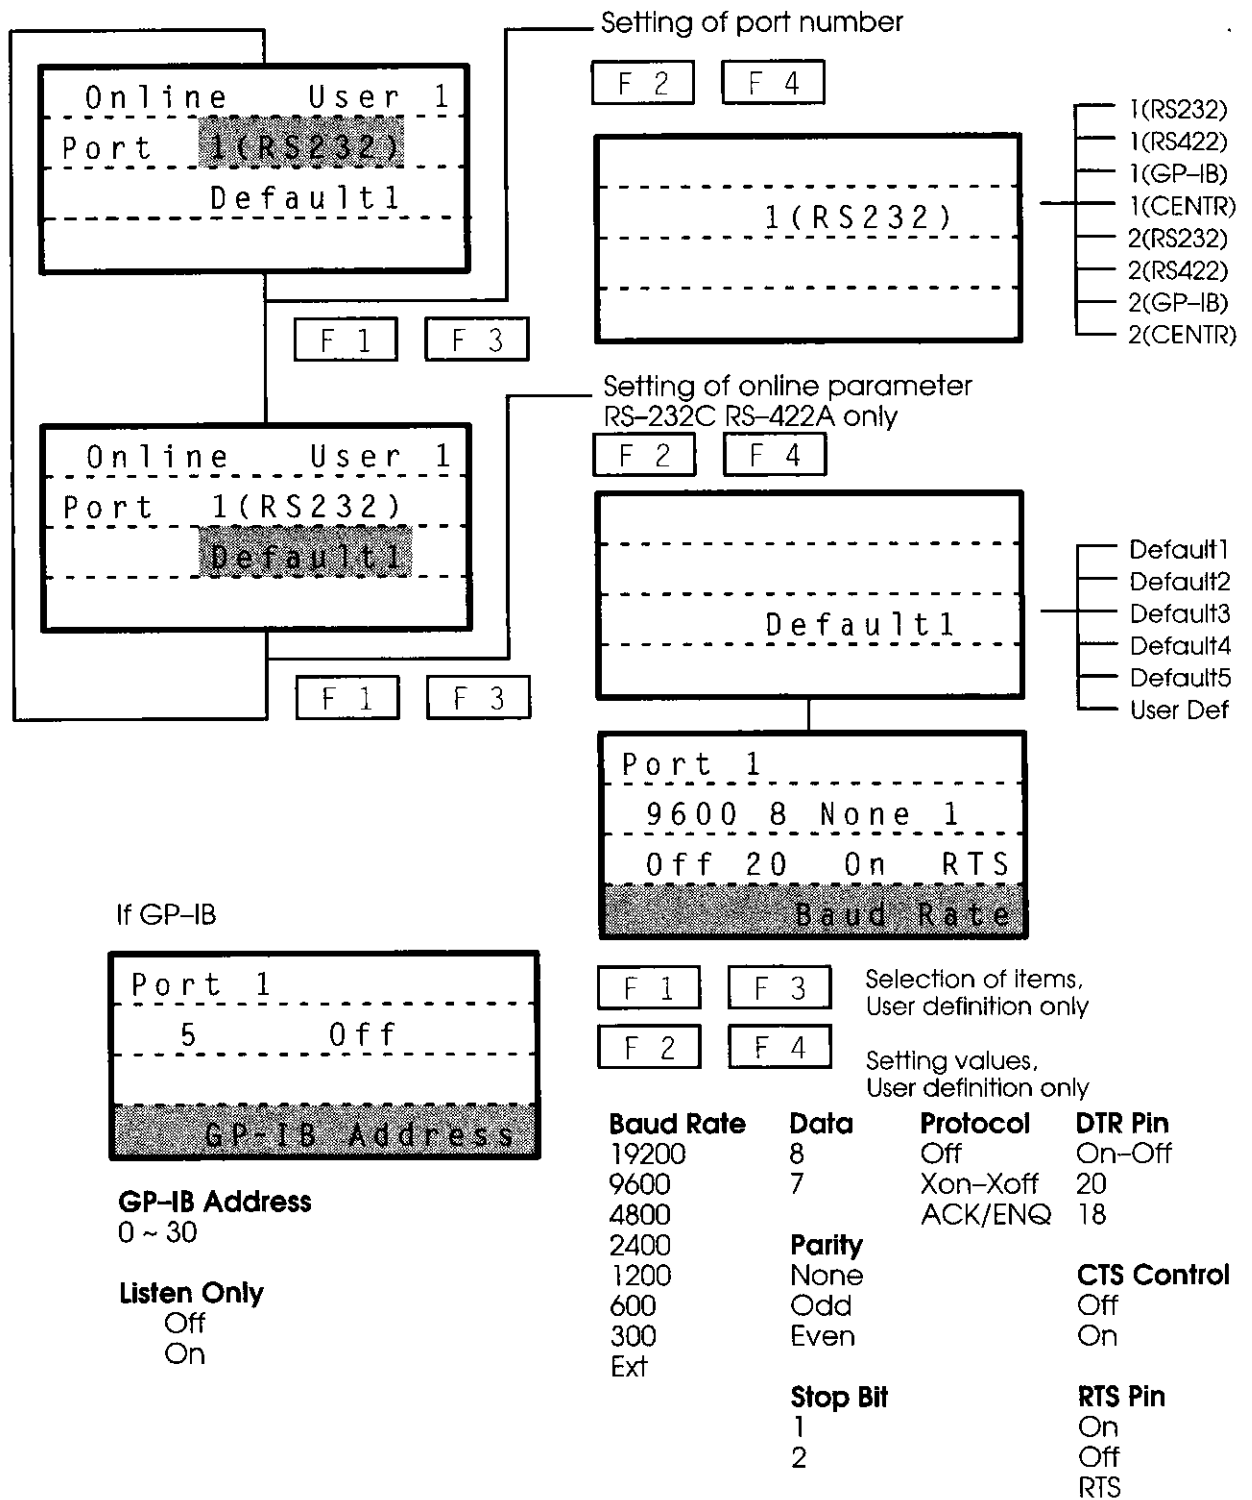 Setting of port number
F 2 F 4
Online User 1
Port 1(RS232)
Default1
1(RS232)
1(RS232)
1(RS422)
1(GP-IB)
1(CENTR)
2(RS232)
2(RS422)
2(GP-IB)
2(CENTR)
F 1 F 3
Setting of online parameter
RS-232C RS-422A only
F 2 F 4
Online User 1
Port 1(RS232)
Default1
Default1
Default1
Default2
Default3
Default4
Default5
User Def
F 1 F 3
Port 1
9600 8 None 1
Off 20 On RTS
Baud Rate
If GP-IB
Port 1
5 Off
GP-IB Address
GP-IB Address
0 ~ 30
Listen Only
Off
On
F 1 F 3 Selection of items,
User definition only
F 2 F 4 Setting values,
User definition only
Baud Rate
19200
9600
4800
2400
1200
600
300
Ext
Data
8
7
Parity
None
Odd
Even
Stop Bit
1
2
Protocol
Off
Xon-Xoff
ACK/ENQ
DTR Pin
On-Off
20
18
CTS Control
Off
On
RTS Pin
On
Off
RTS